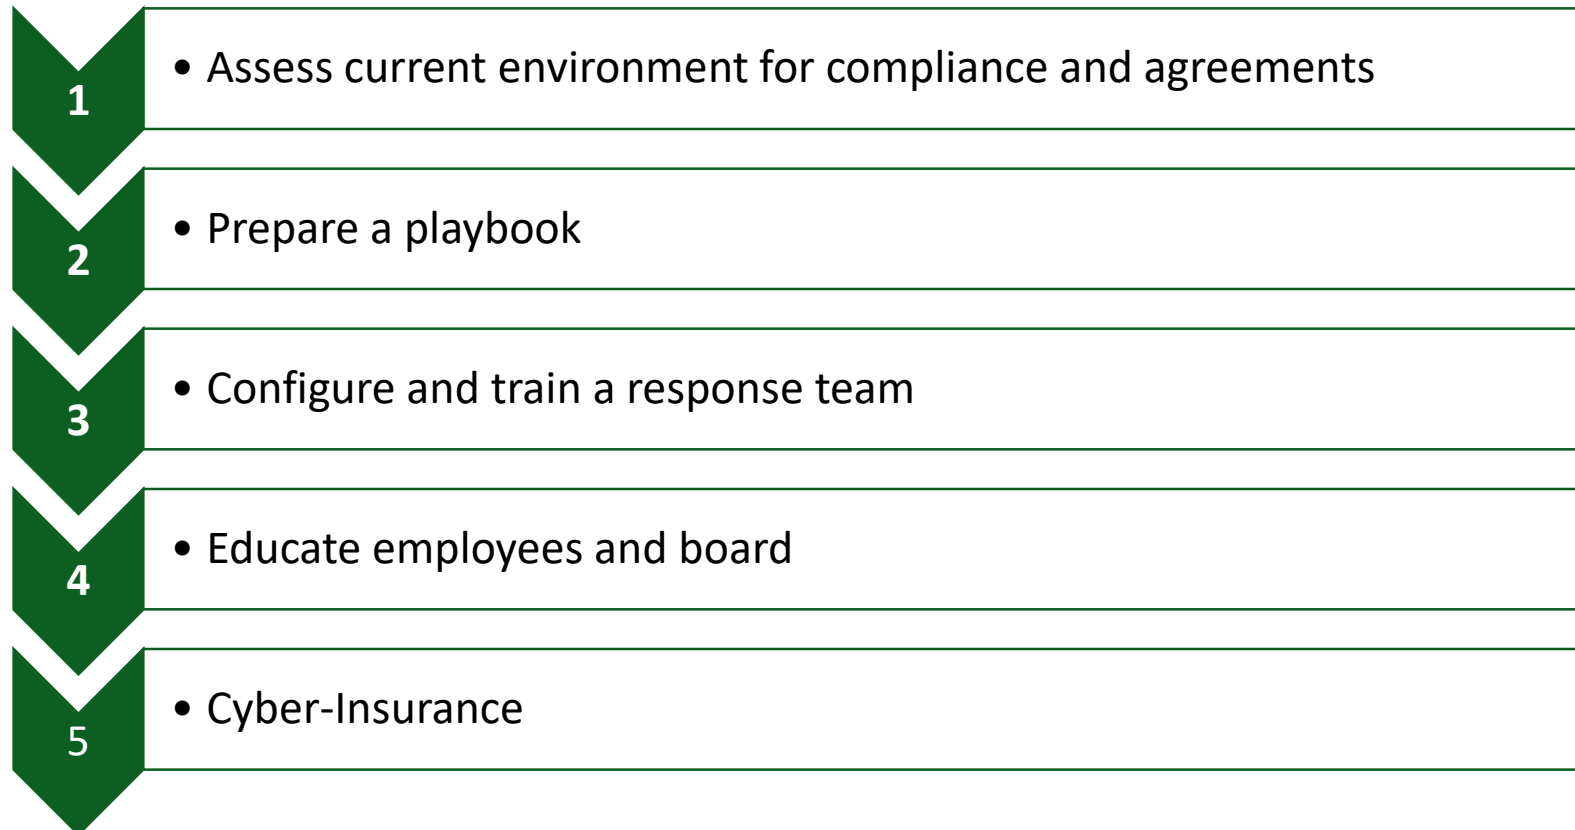 1
• Assess current environment for compliance and agreements
2
• Prepare a playbook
3
• Configure and train a response team
4
• Educate employees and board
5
• Cyber-Insurance